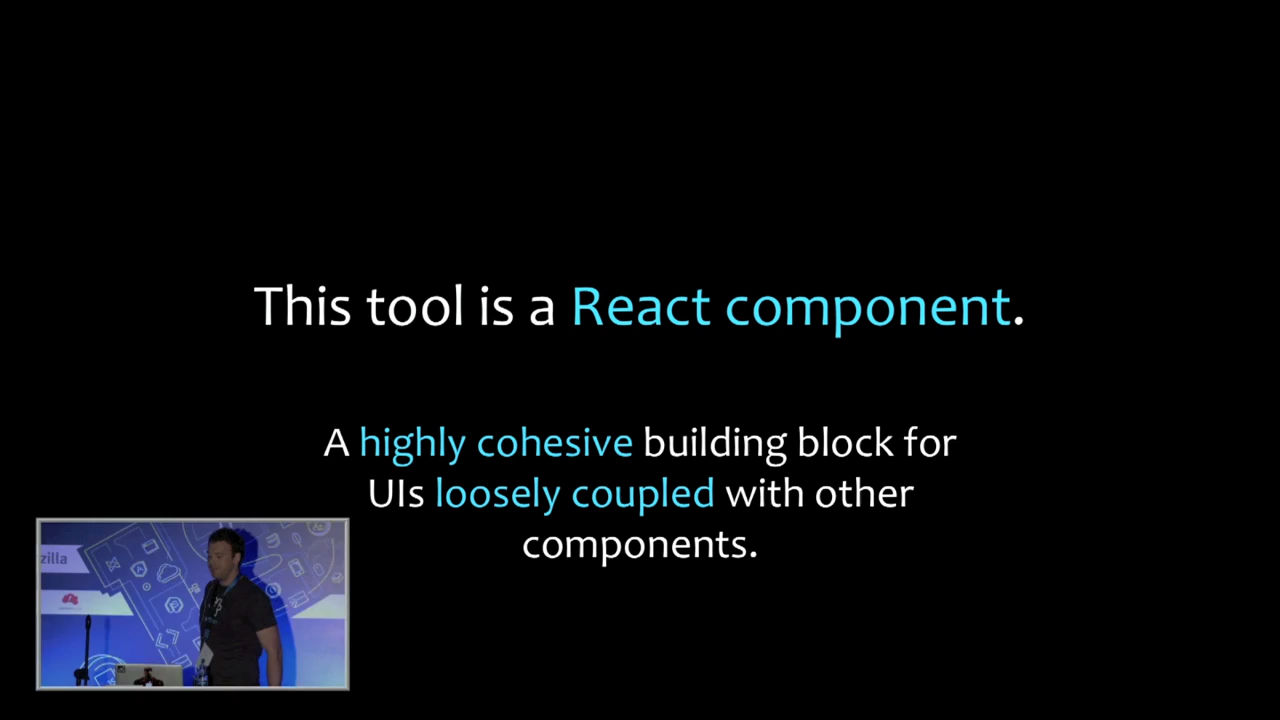 This tool is a React component.
A highly cohesive building block for
UIs loosely coupled with other
components.
zilla